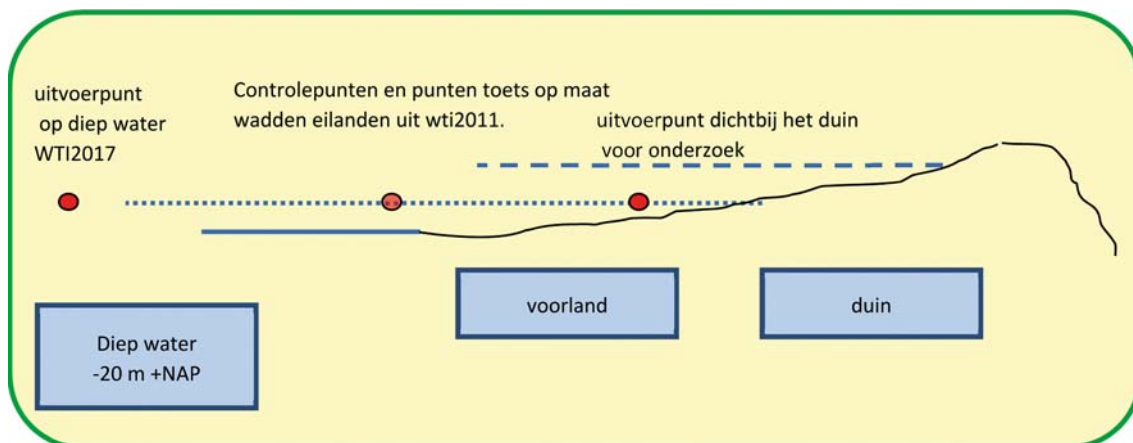 uitvoerpunt
op diep water
WTI2017
Controlepunten en punten toets op maat
wadden eilanden uit wti2011.
uitvoerpunt dichtbij het duin
voor onderzoek
voorland
duin
Diep water
-20 m +NAP